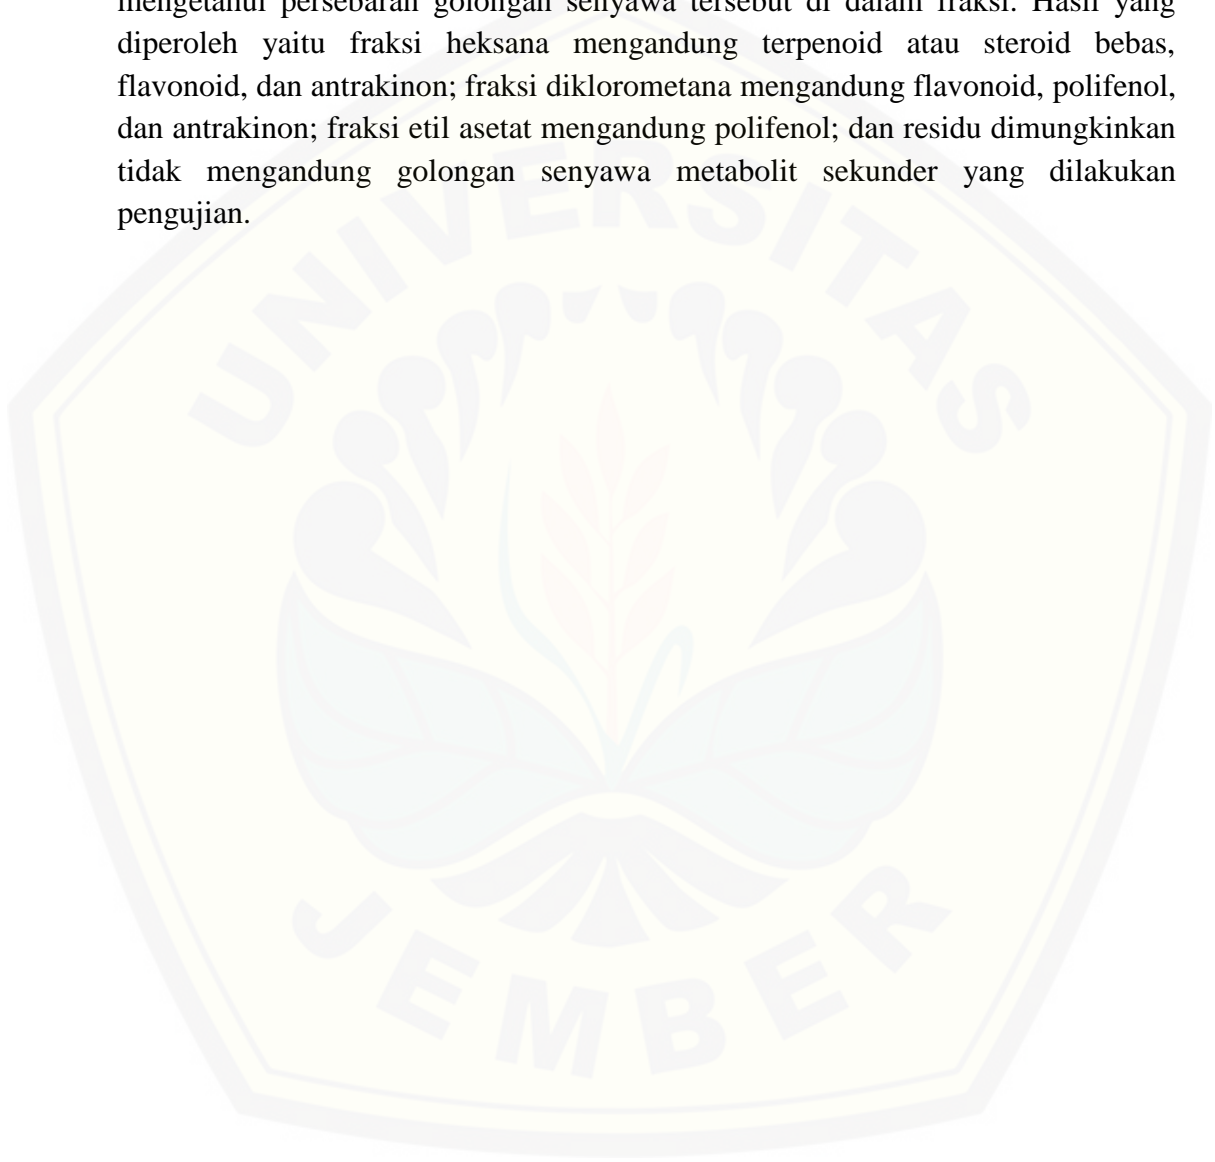 mengetahui persebaran golongan senyawa tersebut di dalam fraksi. Hasil yang
diperoleh yaitu fraksi heksana mengandung terpenoid atau steroid bebas,
flavonoid, dan antrakinon; fraksi diklorometana mengandung flavonoid, polifenol,
dan antrakinon; fraksi etil asetat mengandung polifenol; dan residu dimungkinkan
tidak mengandung golongan senyawa metabolit sekunder yang dilakukan
pengujian.
UNIVERSITAS
JEMBER